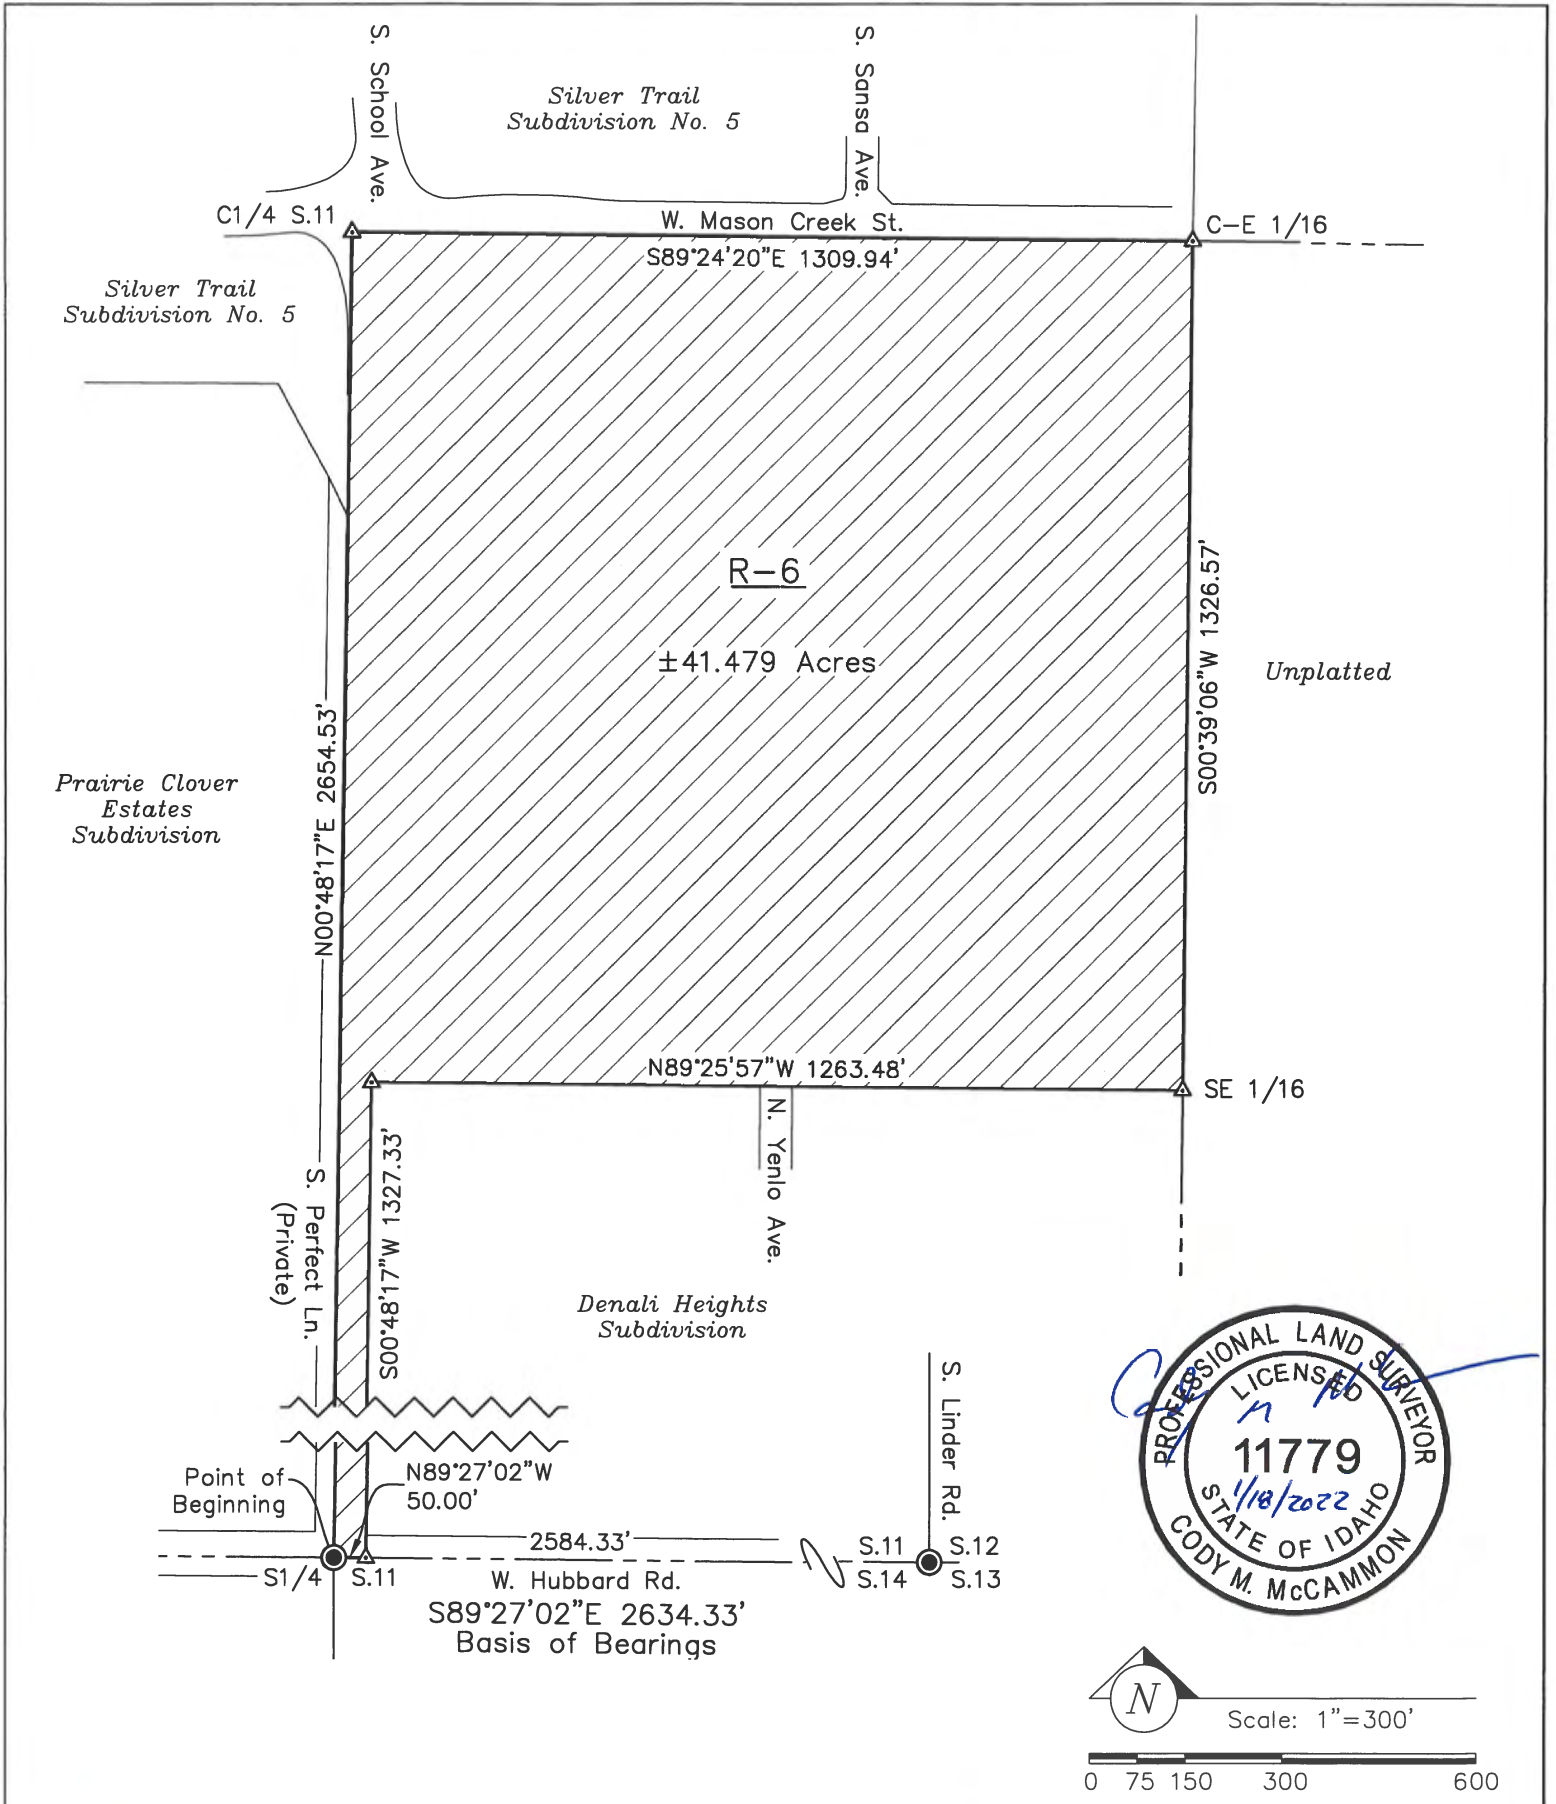 S. School Ave.
S. Sansa Ave.
Silver Trail
Subdivision No. 5
C1/4 S.11
W. Mason Creek St.
C-E 1/16
S89°24'20"E 1309.94'
Silver Trail
Subdivision No. 5
R-6
±41.479 Acres
S00°39'06"W 1326.57'
Unplatted
N00°48'17"E 2654.53'
Prairie Clover
Estates
Subdivision
N89°25'57"W 1263.48'
SE 1/16
N. Yenlo Ave.
S00°48'17"W 1327.33'
S. Perfect Ln.
(Private)
Denali Heights
Subdivision
S. Linder Rd.
Point of
Beginning
N89°27'02"W
50.00'
2584.33'
S.11 S.12
S.14 S.13
S1/4 S.11
W. Hubbard Rd.
S89°27'02"E 2634.33'
Basis of Bearings
PROFESSIONAL LAND SURVEYOR
LICENSED
11779
1/18/2022
STATE OF IDAHO
CODY M. McCAMMON
N
Scale: 1"=300'
0 75 150 300 600